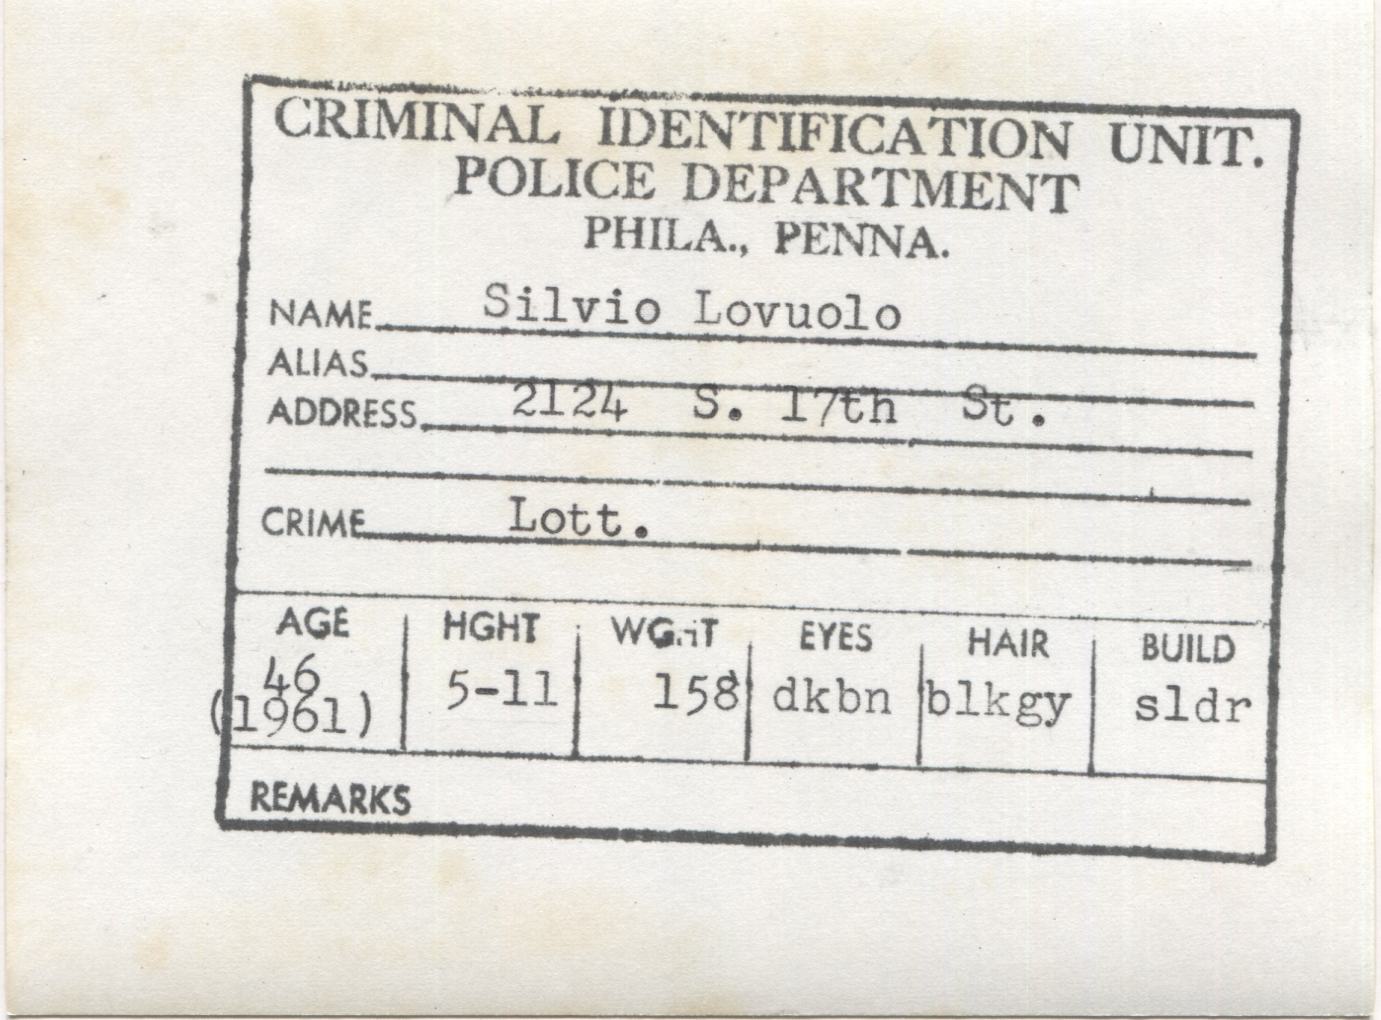 CRIMINAL IDENTIFICATION UNIT.
POLICE DEPARTMENT
PHILA., PENNA.
NAME Silvio Lovuolo
ALIAS
ADDRESS 2124 S. 17th St.
CRIME Lott.
AGE HGHT WGHT EYES HAIR BUILD
46 5-11 158 dkbn blkgy sldr
(1961)
REMARKS